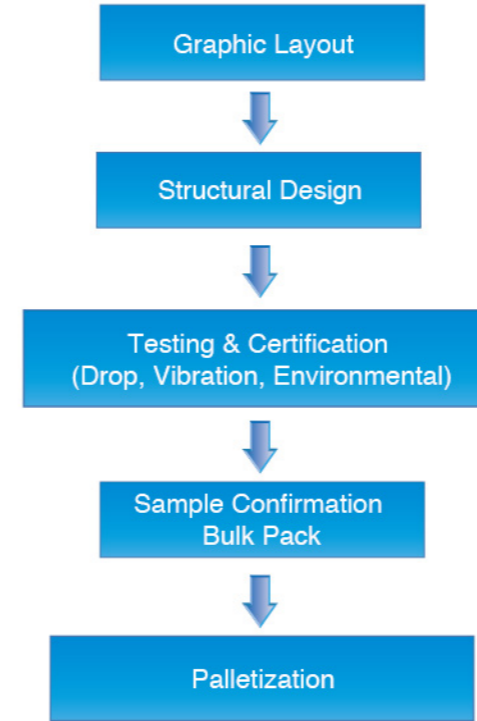 Graphic Layout
Structural Design
Testing & Certification
(Drop, Vibration, Environmental)
Sample Confirmation
Bulk Pack
Palletization